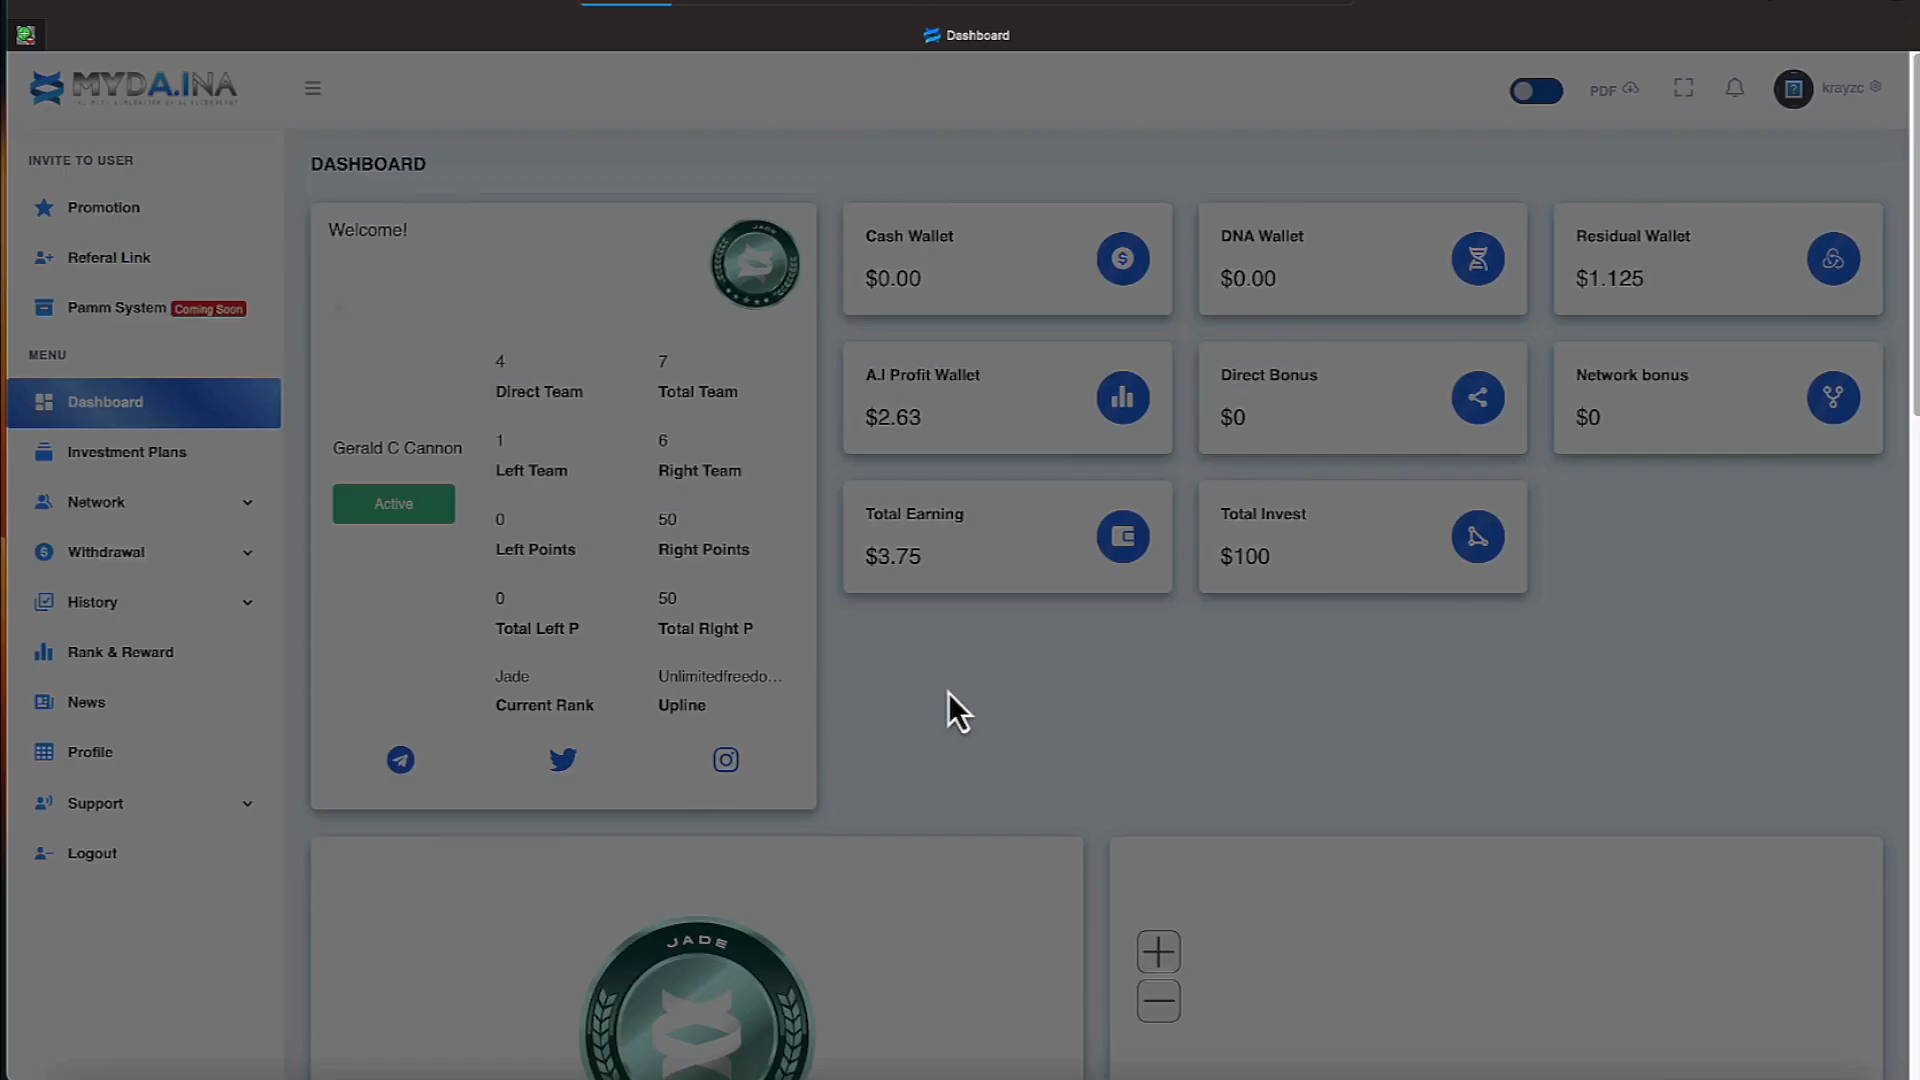 Dashboard
MYDA.INA
PDF
krayzc
INVITE TO USER
Promotion
Referal Link
Pamm System Coming Soon
MENU
Dashboard
Investment Plans
Network
Withdrawal
History
Rank & Reward
News
Profile
Support
Logout
DASHBOARD
Welcome!
JADE
Gerald C Cannon
Active
4
Direct Team
7
Total Team
1
Left Team
6
Right Team
0
Left Points
50
Right Points
0
Total Left P
50
Total Right P
Jade
Current Rank
Unlimitedfreedo...
Upline
Cash Wallet
$0.00
DNA Wallet
$0.00
Residual Wallet
$1.125
A.I Profit Wallet
$2.63
Direct Bonus
$0
Network bonus
$0
Total Earning
$3.75
Total Invest
$100
JADE